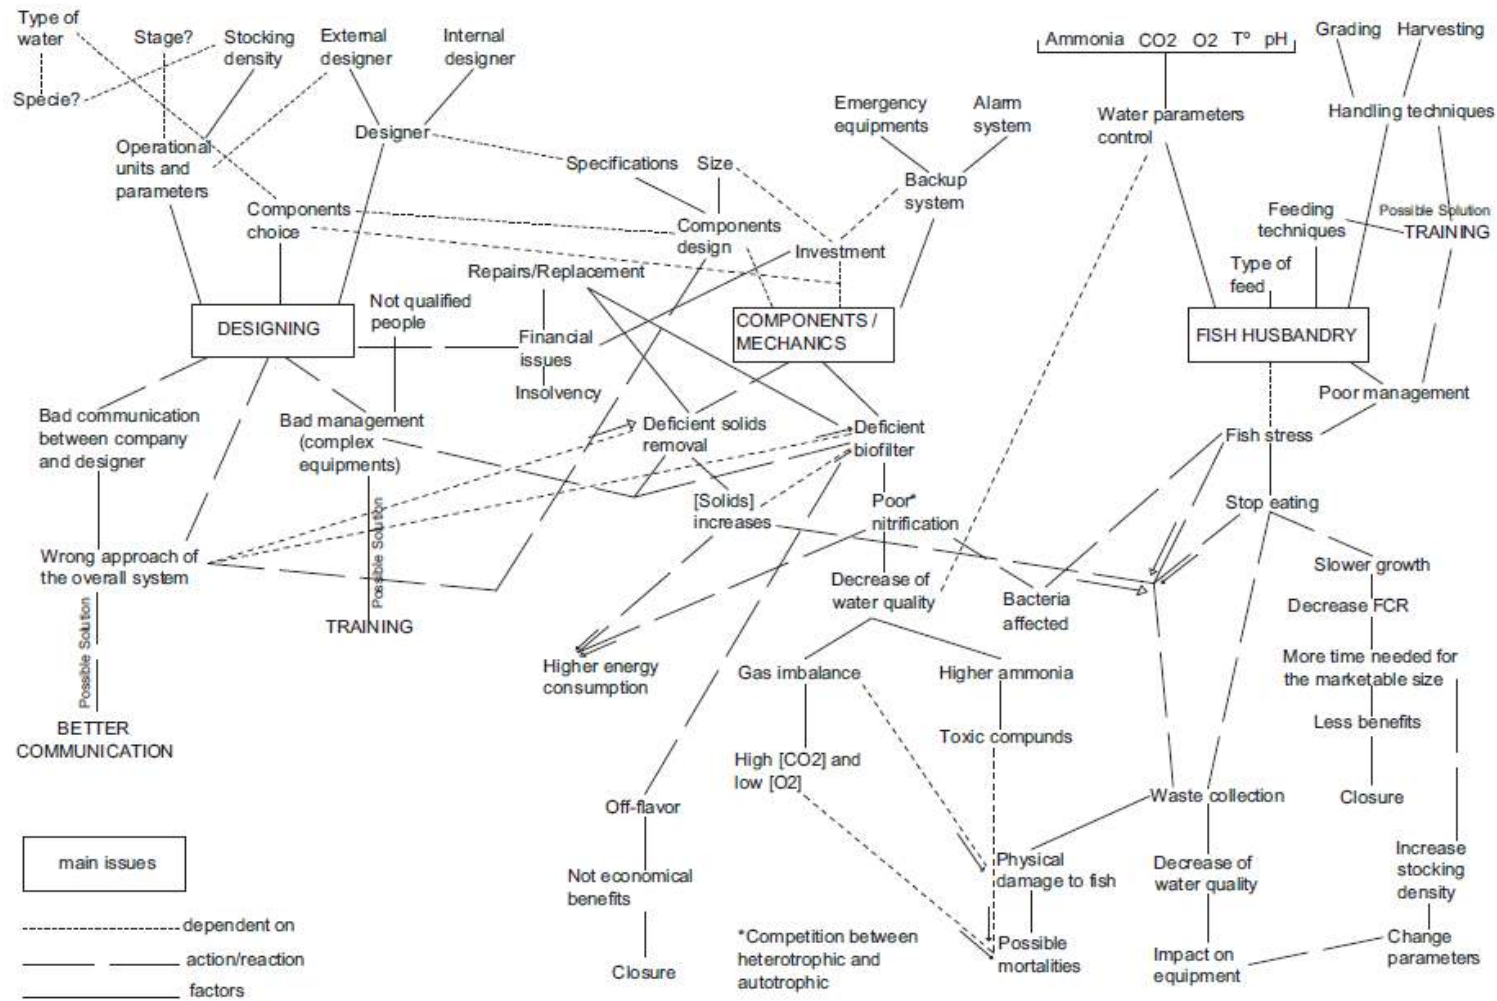 Type of
water
Stage?
Stocking
density
External
designer
Internal
designer
Ammonia CO2 O2 Tº pH
Grading
Harvesting
Specie?
Emergency
equipments
Alarm
system
Water parameters
control
Handling techniques
Designer
Operational
units and
parameters
Specifications
Size
Backup
system
Components
choice
Components
design
Investment
Feeding
techniques
Possible Solution
TRAINING
Repairs/Replacement
Type of
feed
Not qualified
people
DESIGNING
Financial
issues
COMPONENTS /
MECHANICS
FISH HUSBANDRY
Insolvency
Poor management
Bad communication
between company
and designer
Bad management
(complex
equipments)
Deficient solids
removal
Deficient
biofilter
Fish stress
[Solids]
increases
Poor*
nitrification
Stop eating
Possible Solution
Wrong approach of
the overall system
Slower growth
Decrease of
water quality
Bacteria
affected
Decrease FCR
TRAINING
Possible Solution
Higher energy
consumption
Gas imbalance
Higher ammonia
More time needed for
the marketable size
BETTER
COMMUNICATION
Toxic compunds
Less benefits
High [CO2] and
low [O2]
Off-flavor
Waste collection
Closure
main issues
Not economical
benefits
Physical
damage to fish
Decrease of
water quality
Increase
stocking
density
dependent on
action/reaction
factors
Closure
*Competition between
heterotrophic and
autotrophic
Possible
mortalities
Impact on
equipment
Change
parameters